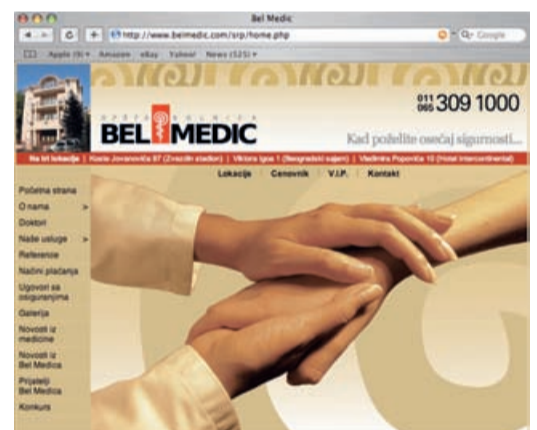 Bel Medic
http://www.belmedic.com/srp/home.php
Google
Apple (9) Amazon eBay Yahoo! News (525)
011
065 309 1000
OPŠTA BOLNICA
BEL MEDIC
Kad poželite osećaj sigurnosti...
Na tri lokacije | Koste Jovanovića 87 (Zvezdin stadion) | Viktora Igoa 1 (Beogradski sajam) | Vladimira Popovića 10 (Hotel Intercontinental)
Lokacije | Cenovnik | V.I.P. | Kontakt
Početna strana
O nama >
Doktori
Naše usluge >
Reference
Načini plaćanja
Ugovori sa
osiguranjima
Galerija
Novosti iz
medicine
Novosti iz
Bel Medica
Prijatelji
Bel Medica
Konkurs